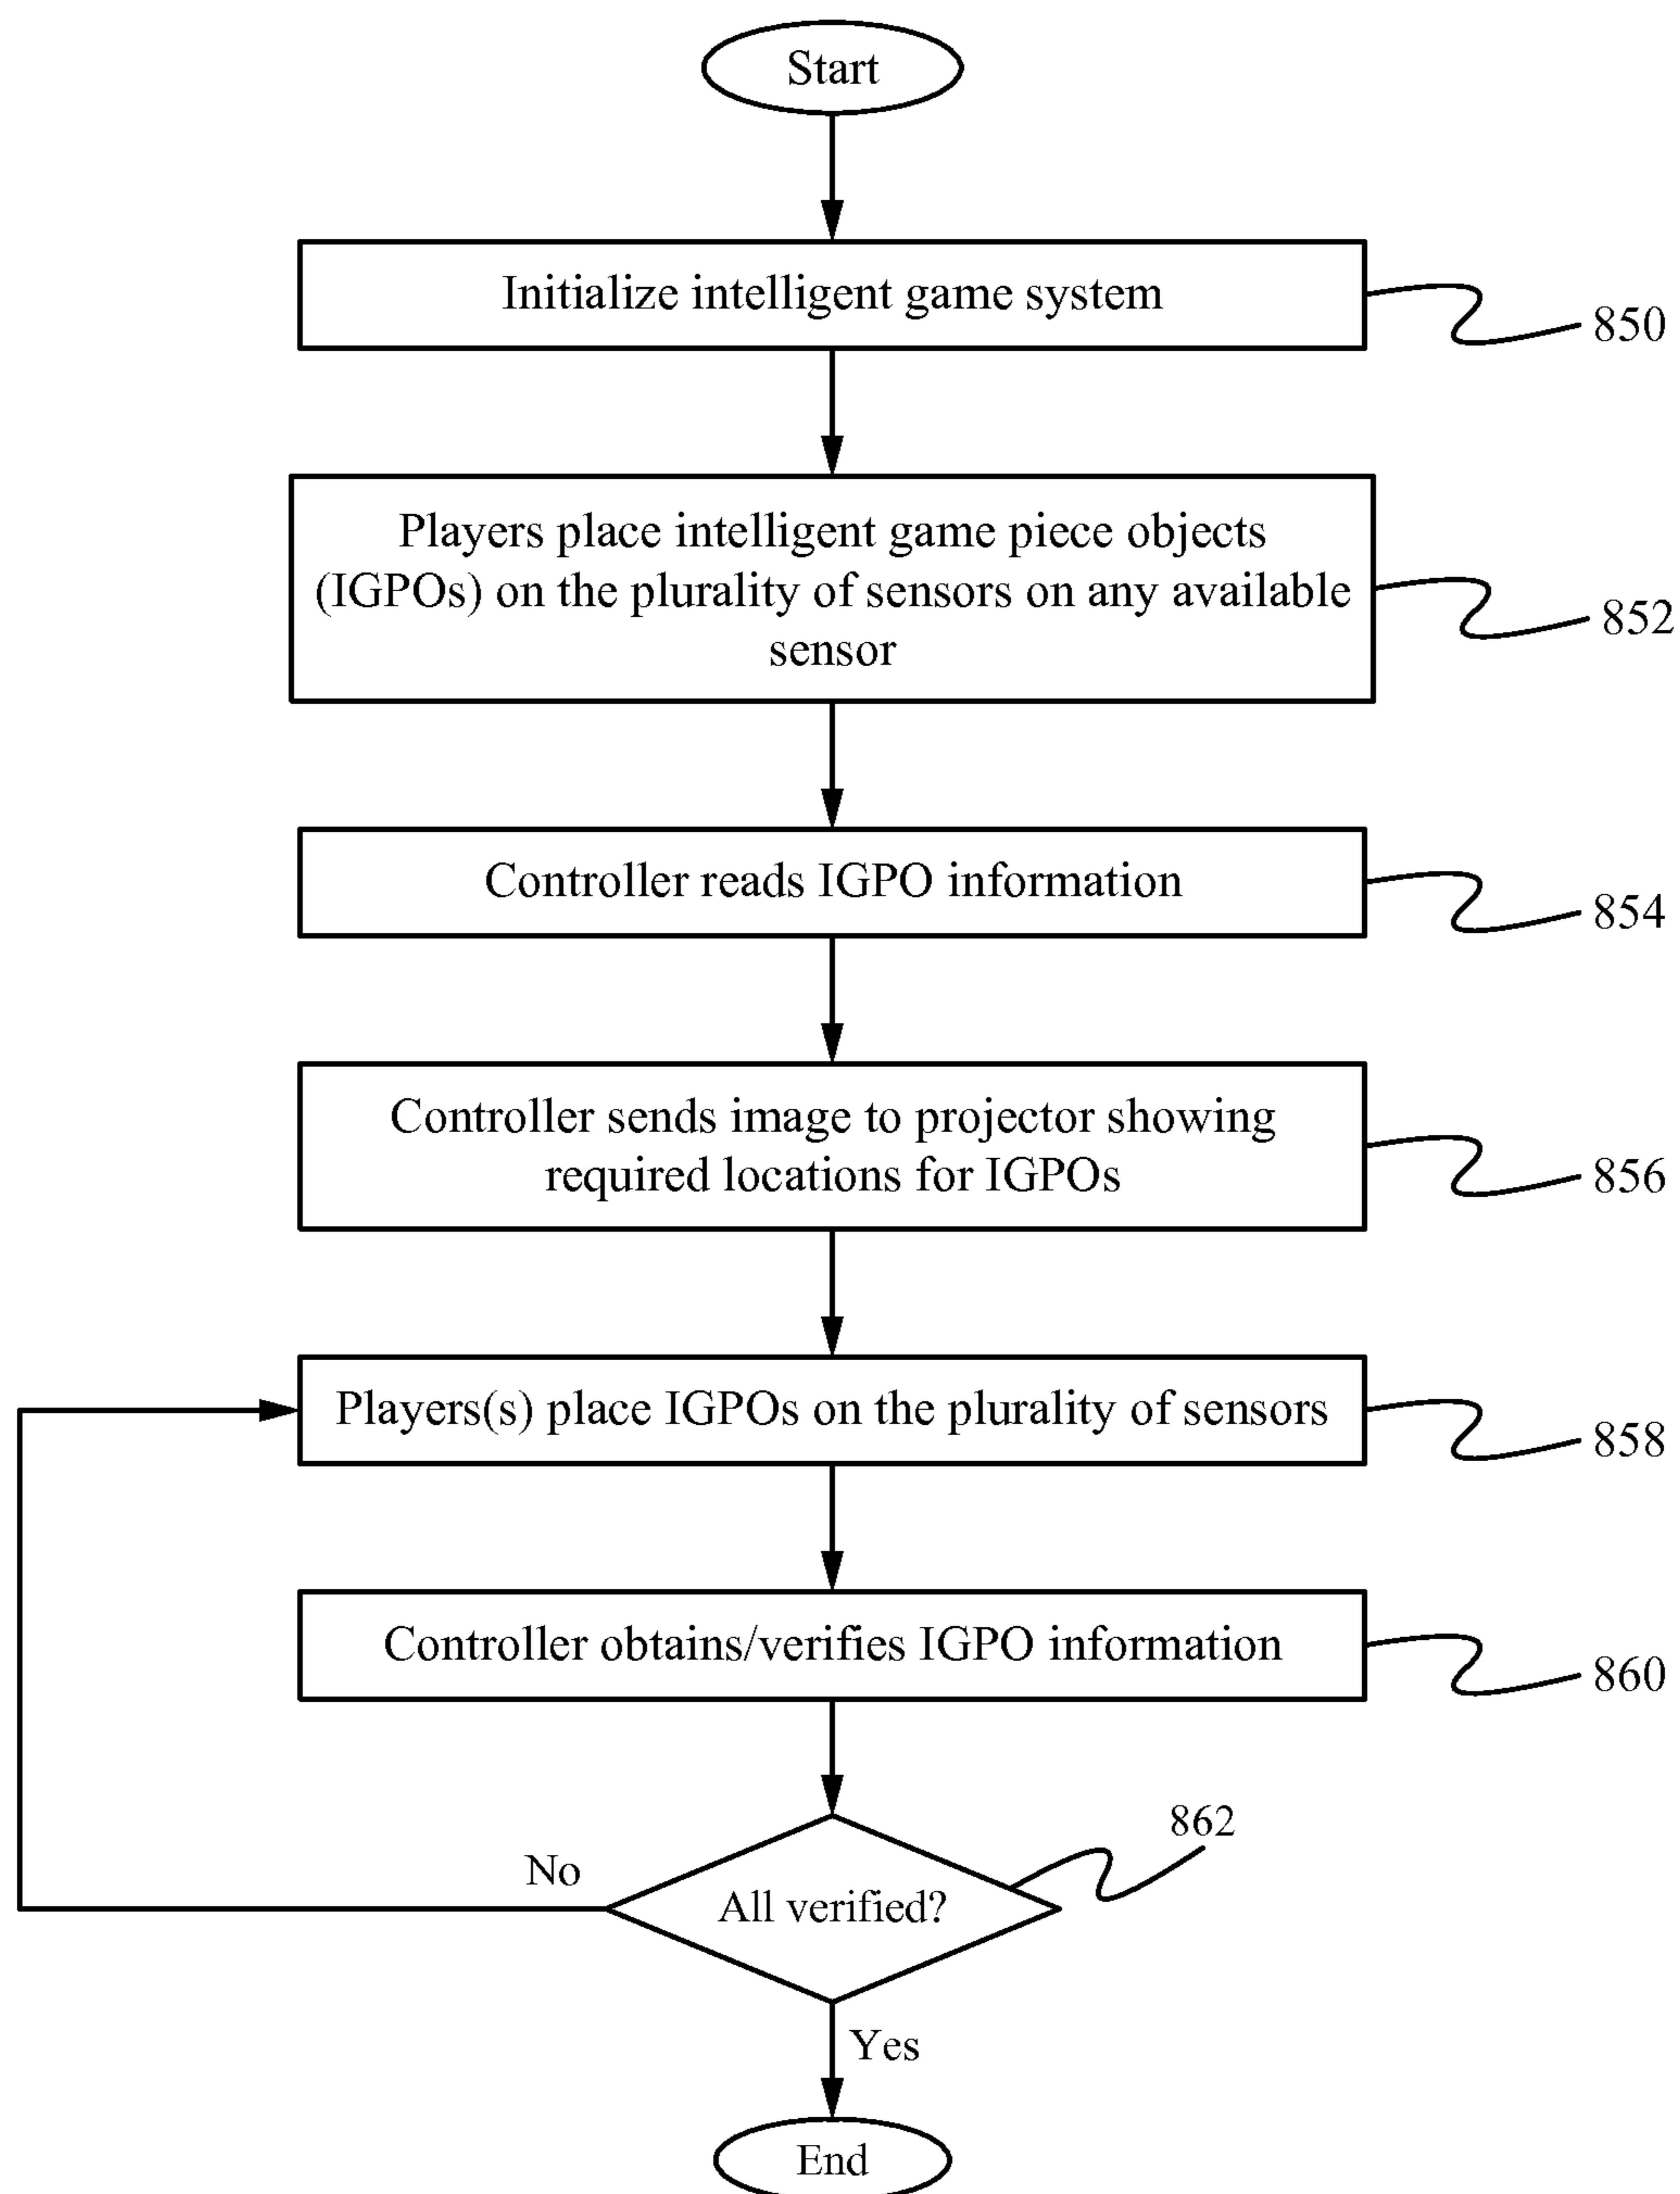 Start
Initialize intelligent game system
850
Players place intelligent game piece objects
(IGPOs) on the plurality of sensors on any available
sensor
852
Controller reads IGPO information
854
Controller sends image to projector showing
required locations for IGPOs
856
Players(s) place IGPOs on the plurality of sensors
858
Controller obtains/verifies IGPO information
860
862
No
All verified?
Yes
End